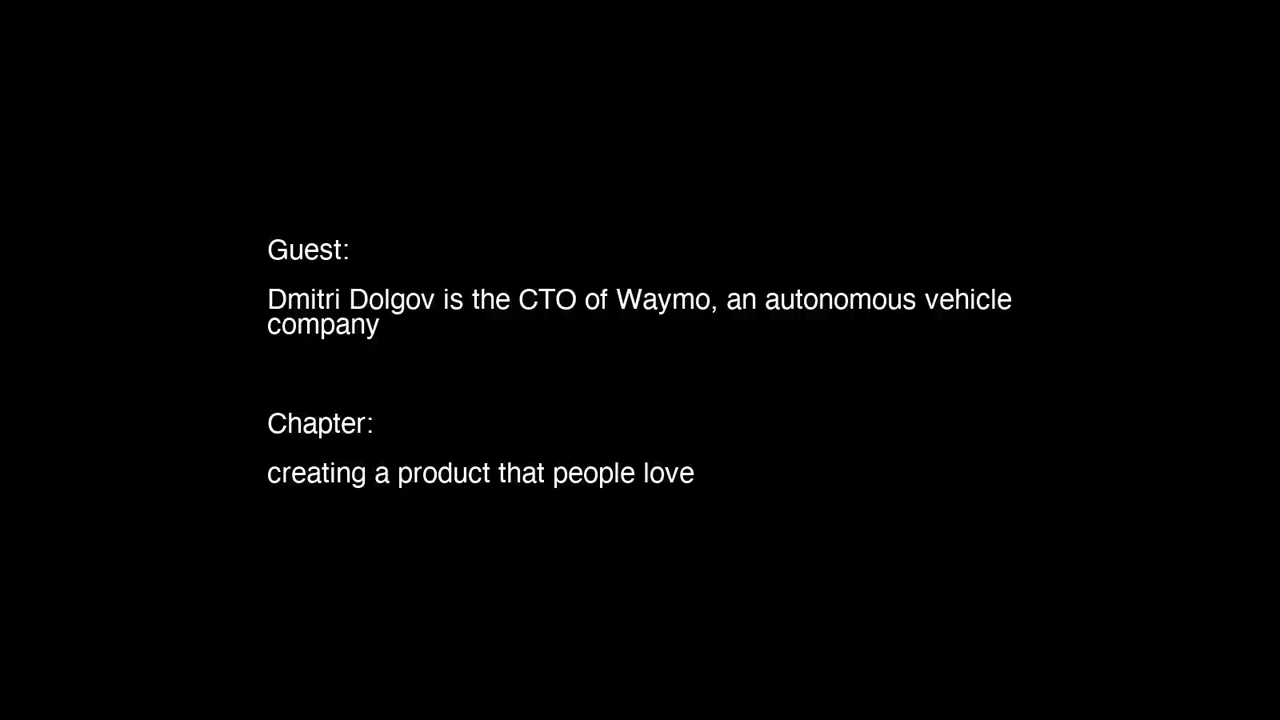 Guest:
Dmitri Dolgov is the CTO of Waymo, an autonomous vehicle
company
Chapter:
creating a product that people love